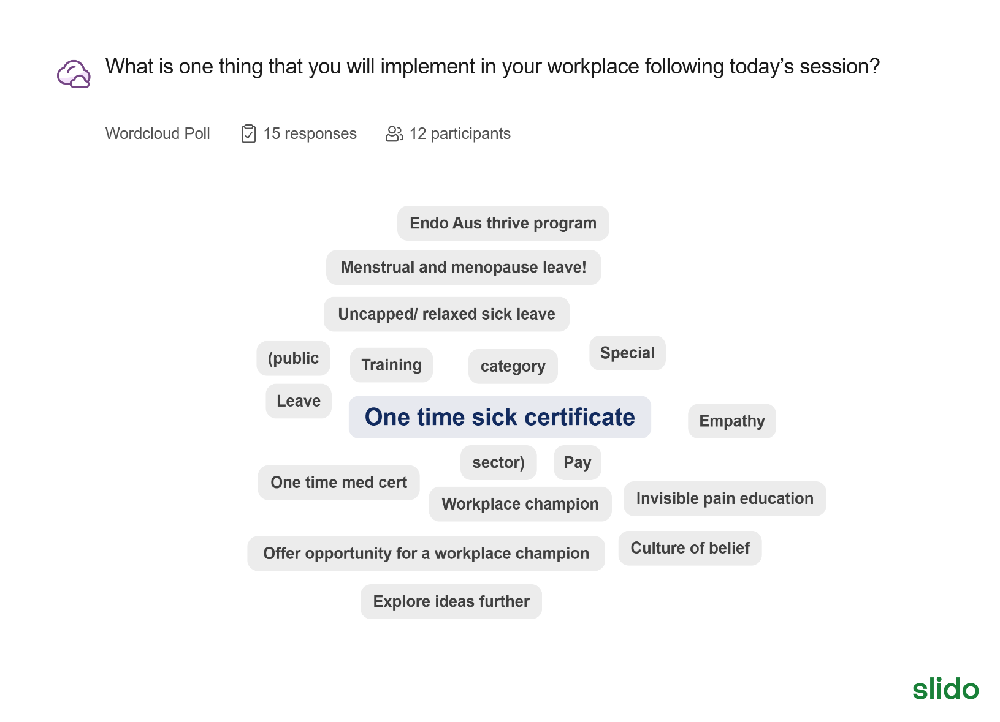 What is one thing that you will implement in your workplace following today’s session?
Wordcloud Poll
15 responses
12 participants
Endo Aus thrive program
Menstrual and menopause leave!
Uncapped/ relaxed sick leave
(public
Training
category
Special
Leave
One time sick certificate
Empathy
sector)
Pay
One time med cert
Workplace champion
Invisible pain education
Offer opportunity for a workplace champion
Culture of belief
Explore ideas further
slido